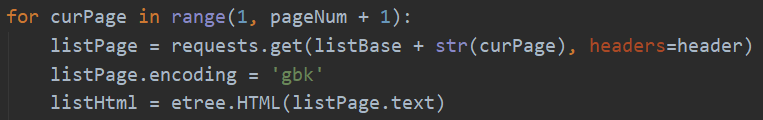 for curPage in range(1, pageNum + 1):
    listPage = requests.get(listBase + str(curPage), headers=header)
    listPage.encoding = 'gbk'
    listHtml = etree.HTML(listPage.text)